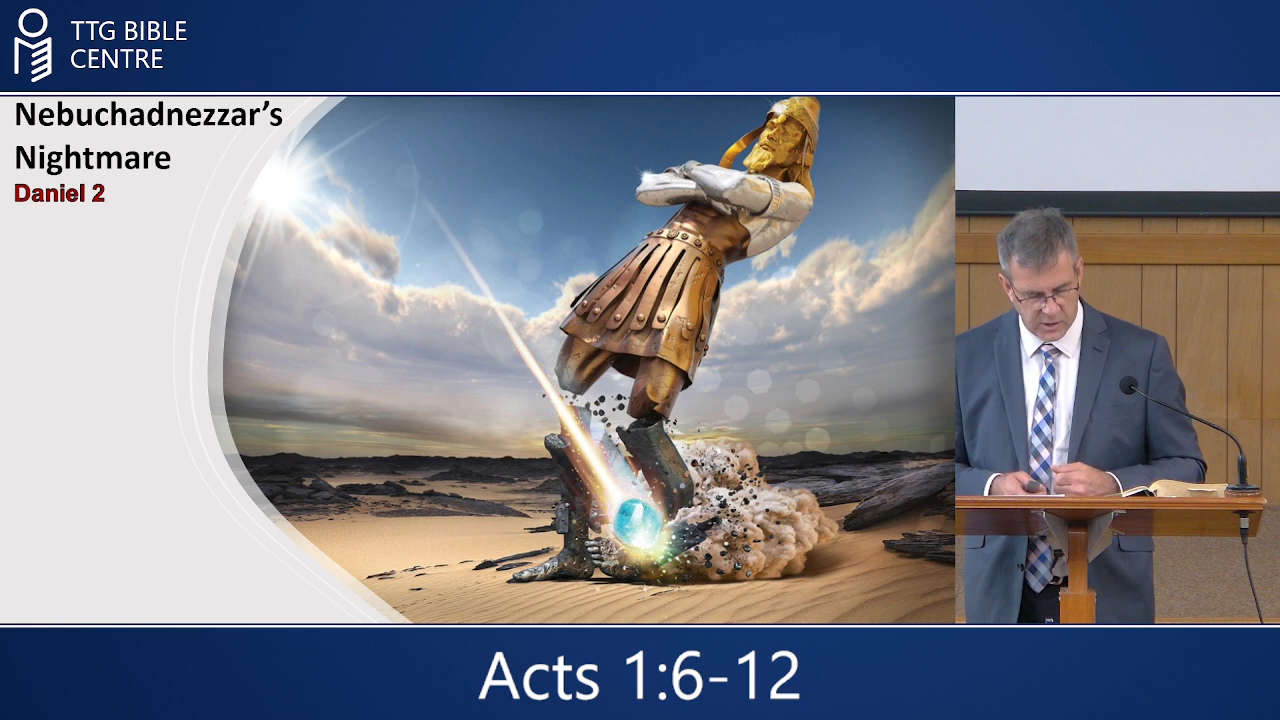 TTG BIBLE
CENTRE
Nebuchadnezzar’s
Nightmare
Daniel 2
Acts 1:6-12